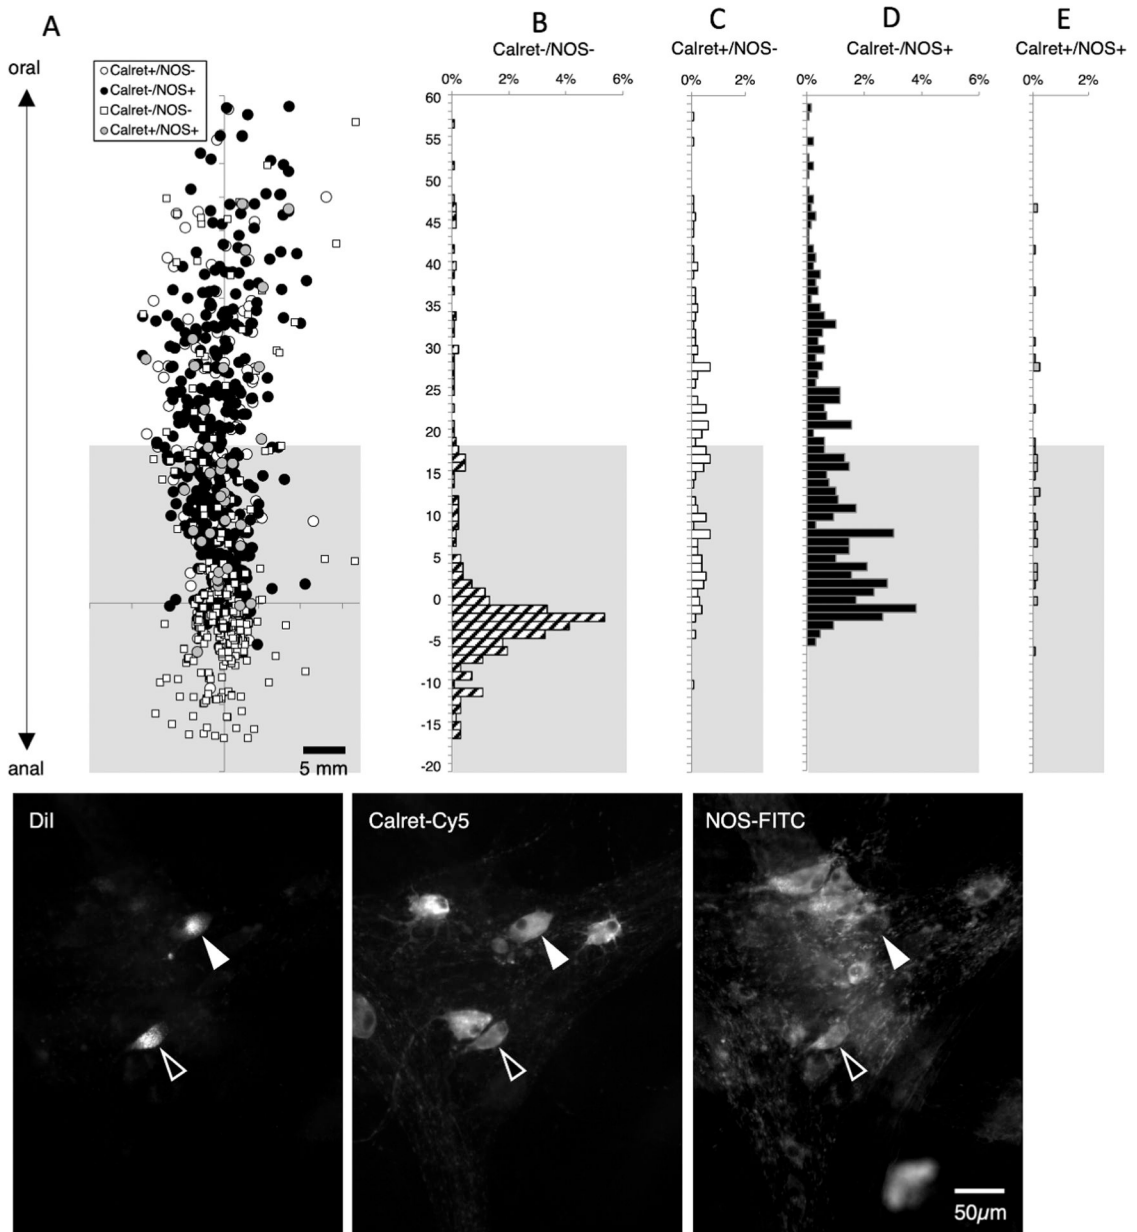 A
B
C
D
E
Calret-/NOS-
Calret+/NOS-
Calret-/NOS+
Calret+/NOS+
oral
Calret+/NOS-
Calret-/NOS+
Calret-/NOS-
Calret+/NOS+
0% 2% 4% 6%
0% 2%
0% 2% 4% 6%
0% 2%
60
55
50
45
40
35
30
25
20
15
10
5
0
-5
-10
-15
-20
5 mm
anal
DiI
Calret-Cy5
NOS-FITC
50µm